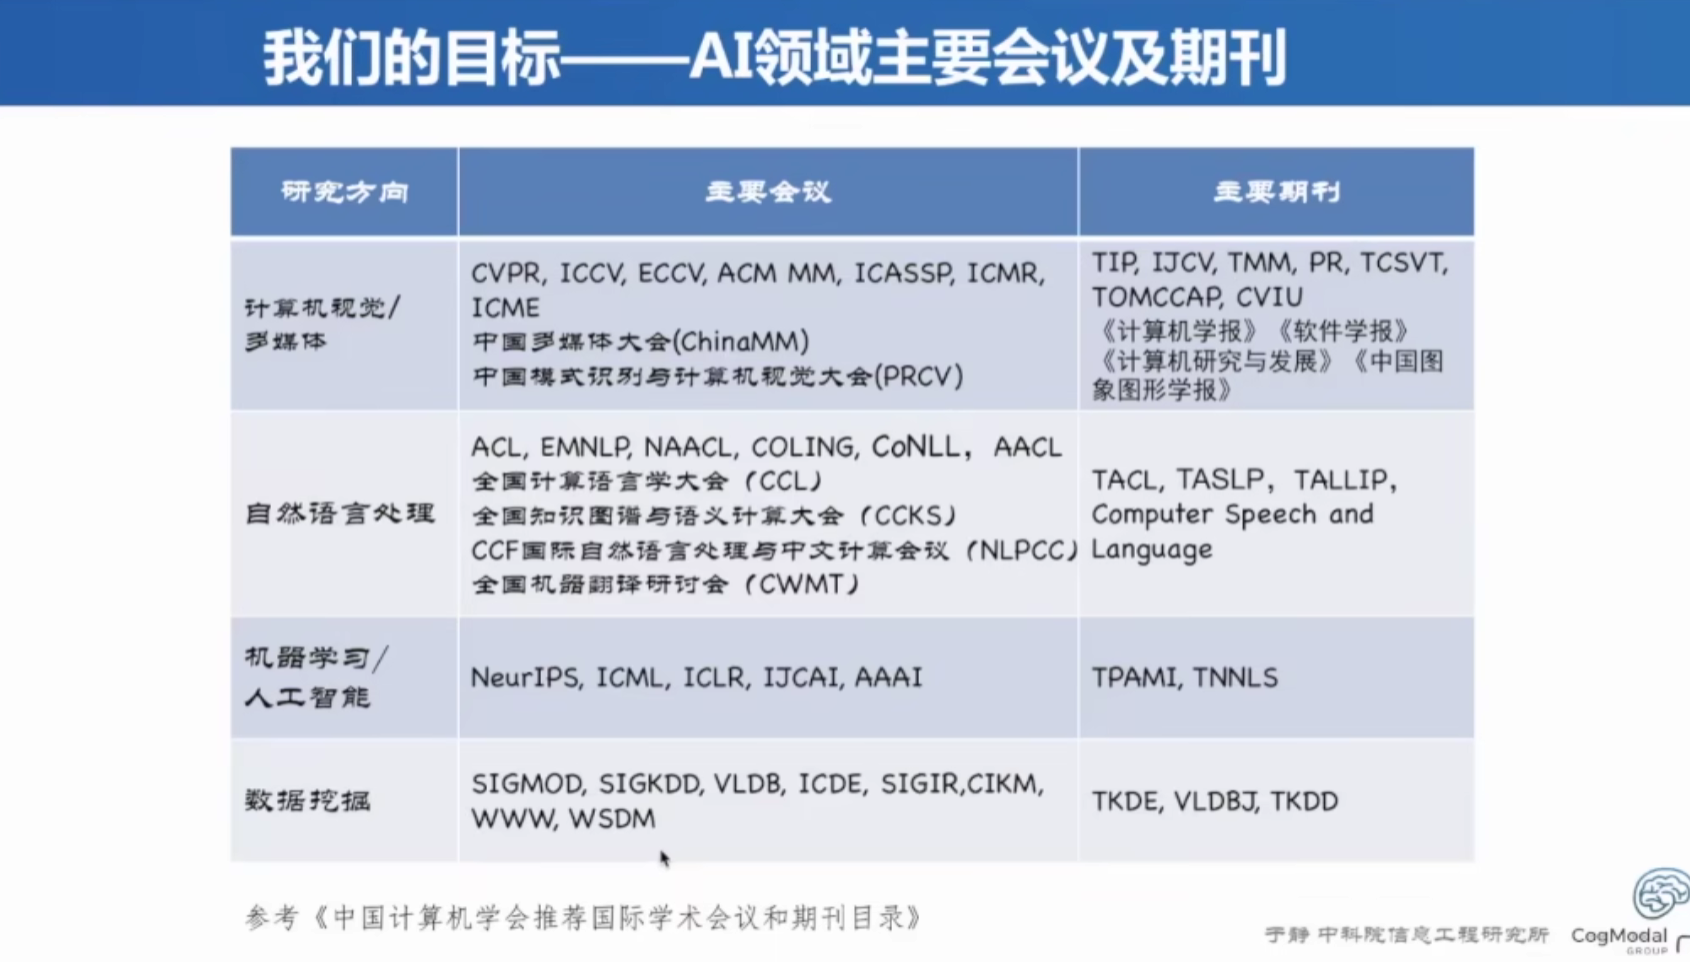 我们的目标——AI领域主要会议及期刊
研究方向
主要会议
主要期刊
计算机视觉/
多媒体
CVPR, ICCV, ECCV, ACM MM, ICASSP, ICMR,
ICME
中国多媒体大会(ChinaMM)
中国模式识别与计算机视觉大会(PRCV)
TIP, IJCV, TMM, PR, TCSVT,
TOMCCAP, CVIU
《计算机学报》《软件学报》
《计算机研究与发展》《中国图
象图形学报》
自然语言处理
ACL, EMNLP, NAACL, COLING, CoNLL， AACL
全国计算语言学大会（CCL）
全国知识图谱与语义计算大会（CCKS）
CCF国际自然语言处理与中文计算会议（NLPCC）
全国机器翻译研讨会（CWMT）
TACL, TASLP， TALLIP，
Computer Speech and
Language
机器学习/
人工智能
NeurIPS, ICML, ICLR, IJCAI, AAAI
TPAMI, TNNLS
数据挖掘
SIGMOD, SIGKDD, VLDB, ICDE, SIGIR,CIKM,
WWW, WSDM
TKDE, VLDBJ, TKDD
参考《中国计算机学会推荐国际学术会议和期刊目录》
于静 中科院信息工程研究所
CogModal
GROUP